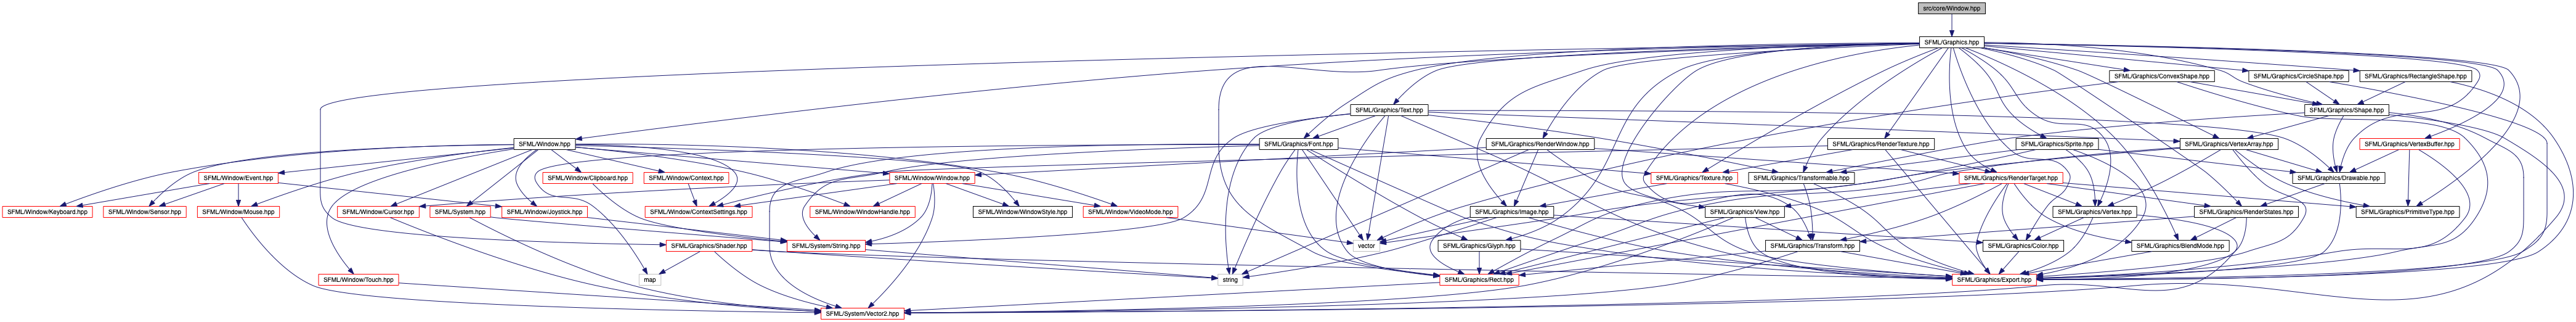 src/core/Window.hpp
SFML/Graphics.hpp
SFML/Graphics/ConvexShape.hpp
SFML/Graphics/CircleShape.hpp
SFML/Graphics/RectangleShape.hpp
SFML/Graphics/Text.hpp
SFML/Graphics/Shape.hpp
SFML/Window.hpp
SFML/Graphics/Font.hpp
SFML/Graphics/RenderWindow.hpp
SFML/Graphics/RenderTexture.hpp
SFML/Graphics/Sprite.hpp
SFML/Graphics/VertexArray.hpp
SFML/Graphics/VertexBuffer.hpp
SFML/Window/Event.hpp
SFML/Window/Clipboard.hpp
SFML/Window/Context.hpp
SFML/Window/Window.hpp
SFML/Graphics/Texture.hpp
SFML/Graphics/Transformable.hpp
SFML/Graphics/RenderTarget.hpp
SFML/Graphics/Drawable.hpp
SFML/Window/Keyboard.hpp
SFML/Window/Sensor.hpp
SFML/Window/Mouse.hpp
SFML/Window/Cursor.hpp
SFML/System.hpp
SFML/Window/Joystick.hpp
SFML/Window/ContextSettings.hpp
SFML/Window/WindowHandle.hpp
SFML/Window/WindowStyle.hpp
SFML/Window/VideoMode.hpp
SFML/Graphics/Image.hpp
SFML/Graphics/View.hpp
SFML/Graphics/Vertex.hpp
SFML/Graphics/RenderStates.hpp
SFML/Graphics/PrimitiveType.hpp
SFML/Graphics/Shader.hpp
SFML/System/String.hpp
vector
SFML/Graphics/Glyph.hpp
SFML/Graphics/Transform.hpp
SFML/Graphics/Color.hpp
SFML/Graphics/BlendMode.hpp
SFML/Window/Touch.hpp
map
string
SFML/Graphics/Rect.hpp
SFML/Graphics/Export.hpp
SFML/System/Vector2.hpp